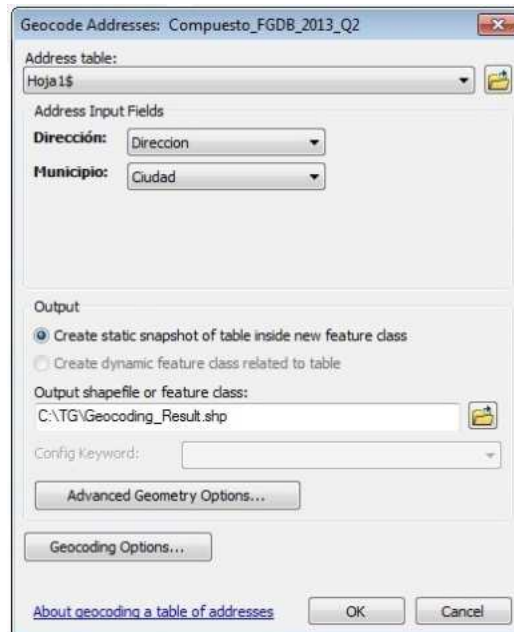 Geocode Addresses: Compuesto_FGDB_2013_Q2
Address table:
Hoja1$
Address Input Fields
Dirección: Direccion
Municipio: Ciudad
Output
Create static snapshot of table inside new feature class
Create dynamic feature class related to table
Output shapefile or feature class:
C:\TG\Geocoding_Result.shp
Config Keyword:
Advanced Geometry Options...
Geocoding Options...
About geocoding a table of addresses OK Cancel